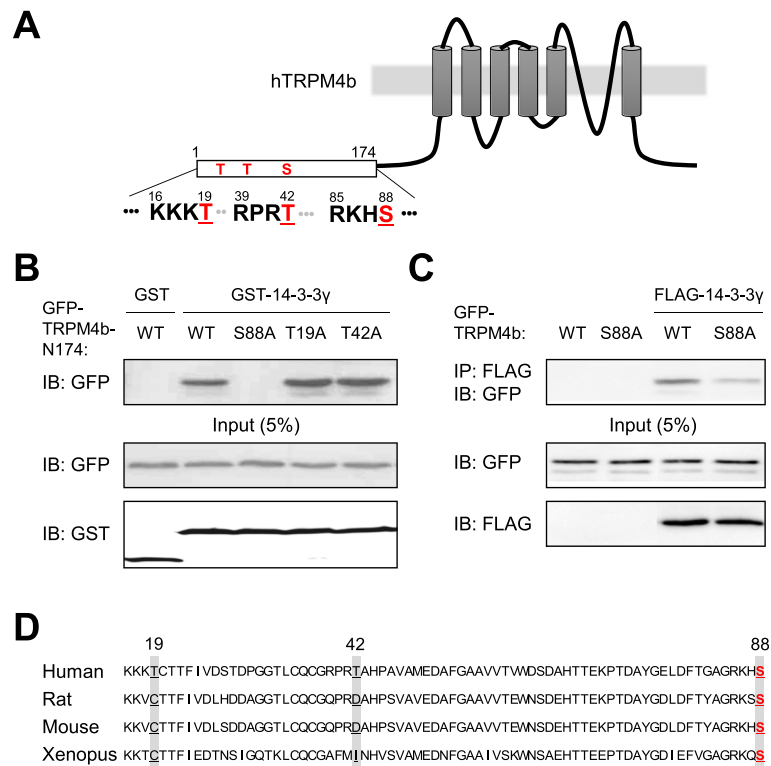 A
hTRPM4b
1 174
T T S
16 19 39 42 85 88
••• KKKT •• RPRT ••• RKHS •••
B
GST GST-14-3-3γ
GFP-
TRPM4b-
N174:
WT WT S88A T19A T42A
IB: GFP
Input (5%)
IB: GFP
IB: GST
C
FLAG-14-3-3γ
GFP-
TRPM4b:
WT S88A WT S88A
IP: FLAG
IB: GFP
Input (5%)
IB: GFP
IB: FLAG
D
19 42 88
Human KKKTCTTFIVDSTDPGGTLCQCGRPRTAHPAVAMEDAFGAAVVTVWDSDAHTTEKPTDAYGELDFTGAGRKHS
Rat KKVCTTFIVDLHDDAGGTLCQCGQPRDAHPSVAMEDAFGAAVVTEWNSDEHTTEKPTDAYGDLDFTYAGRKSS
Mouse KKVCTTFIVDLSDDAGGTLCQCGQPRDAHPSVAMEDAFGAAVVTEWNSDEHTTEKPTDAYGDLDFTYAGRKHS
Xenopus KKTCTTFIEDTNSIGQTKLCQCGAFMINHVSVAMEDNFGAAIVSKWNSAEHTTEEPTDAYGDIEFVGAGRKQS